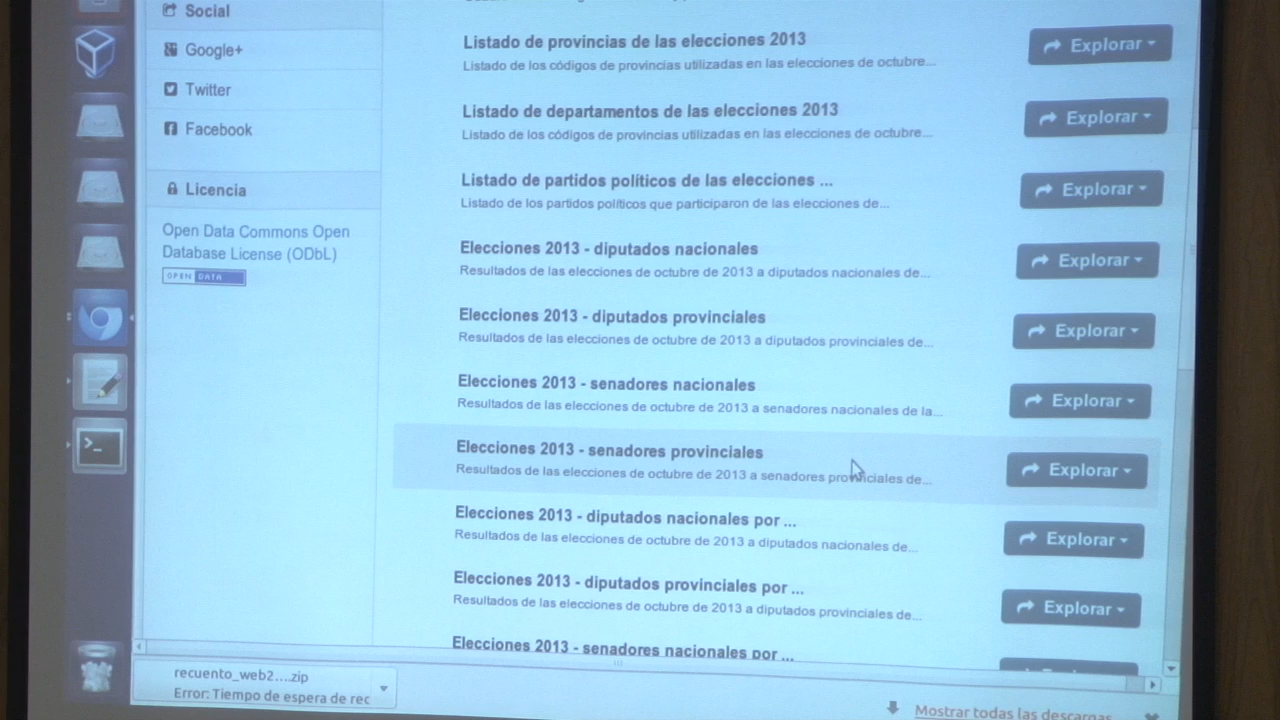 Social
Google+
Twitter
Facebook
Licencia
Open Data Commons Open
Database License (ODbL)
OPEN DATA
Listado de provincias de las elecciones 2013
Listado de los códigos de provincias utilizadas en las elecciones de octubre...
Explorar
Listado de departamentos de las elecciones 2013
Listado de los códigos de provincias utilizadas en las elecciones de octubre...
Explorar
Listado de partidos políticos de las elecciones ...
Listado de los partidos políticos que participaron de las elecciones de...
Explorar
Elecciones 2013 - diputados nacionales
Resultados de las elecciones de octubre de 2013 a diputados nacionales de...
Explorar
Elecciones 2013 - diputados provinciales
Resultados de las elecciones de octubre de 2013 a diputados provinciales de...
Explorar
Elecciones 2013 - senadores nacionales
Resultados de las elecciones de octubre de 2013 a senadores nacionales de la...
Explorar
Elecciones 2013 - senadores provinciales
Resultados de las elecciones de octubre de 2013 a senadores provinciales de...
Explorar
Elecciones 2013 - diputados nacionales por ...
Resultados de las elecciones de octubre de 2013 a diputados nacionales de...
Explorar
Elecciones 2013 - diputados provinciales por ...
Resultados de las elecciones de octubre de 2013 a diputados provinciales de...
Explorar
Elecciones 2013 - senadores nacionales por ...
recuento_web2....zip
Error: Tiempo de espera de rec
Mostrar todas las descargas